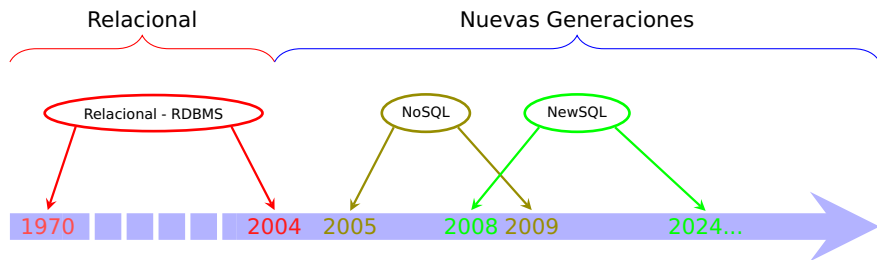 Relacional
Nuevas Generaciones
Relacional - RDBMS
NoSQL
NewSQL
1970
2004
2005
2008
2009
2024...